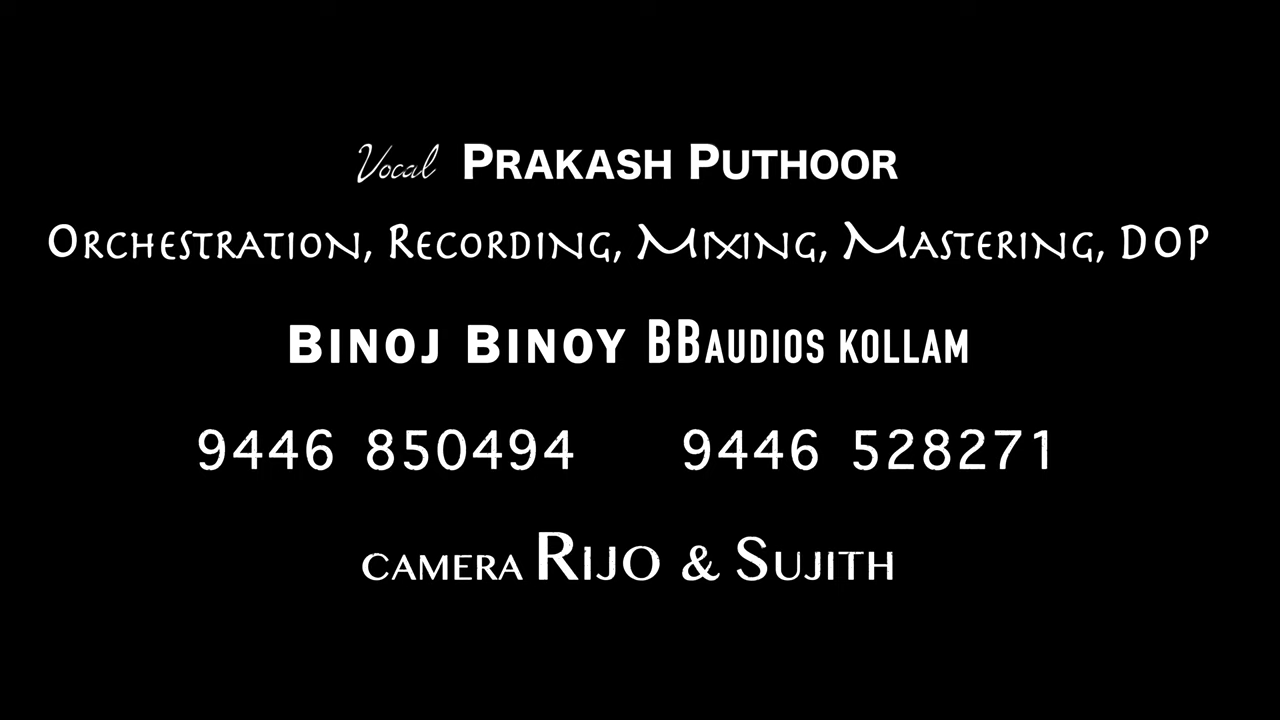 Vocal PRAKASH PUTHOOR
ORCHESTRATION, RECORDING, MIXING, MASTERING, DOP
BINOJ BINOY BBAUDIOS KOLLAM
9446 850494 9446 528271
CAMERA RIJO & SUJITH